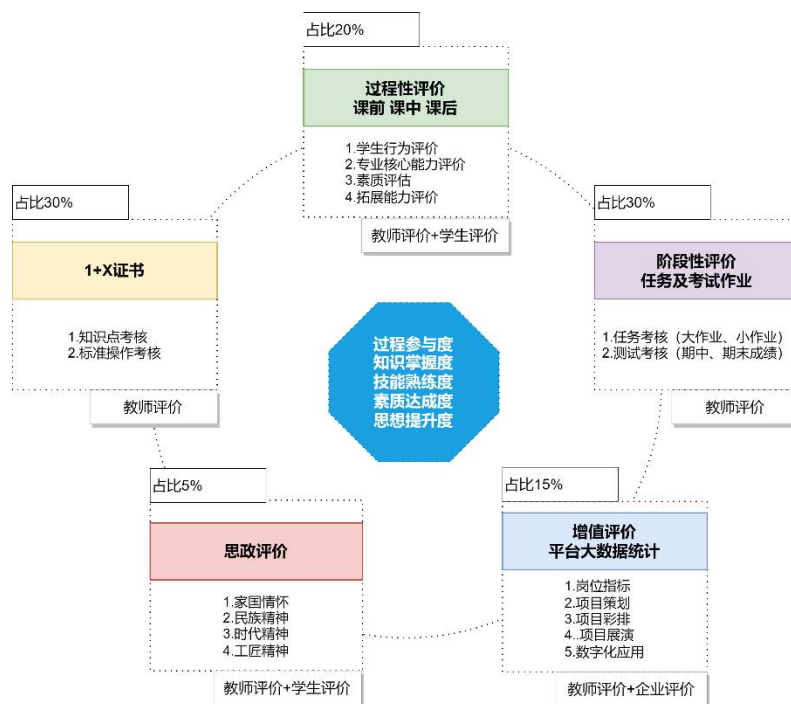 占比20%
过程性评价
课前 课中 课后
1.学生行为评价
2.专业核心能力评价
3.素质评估
4.拓展能力评价
教师评价+学生评价
占比30%
1+X证书
1.知识点考核
2.标准操作考核
教师评价
占比30%
阶段性评价
任务及考试作业
1.任务考核（大作业、小作业）
2.测试考核（期中、期末成绩）
教师评价
过程参与度
知识掌握度
技能熟练度
素质达成度
思想提升度
占比5%
思政评价
1.家国情怀
2.民族精神
3.时代精神
4.工匠精神
教师评价+学生评价
占比15%
增值评价
平台大数据统计
1.岗位指标
2.项目策划
3.项目彩排
4..项目展演
5.数字化应用
教师评价+企业评价